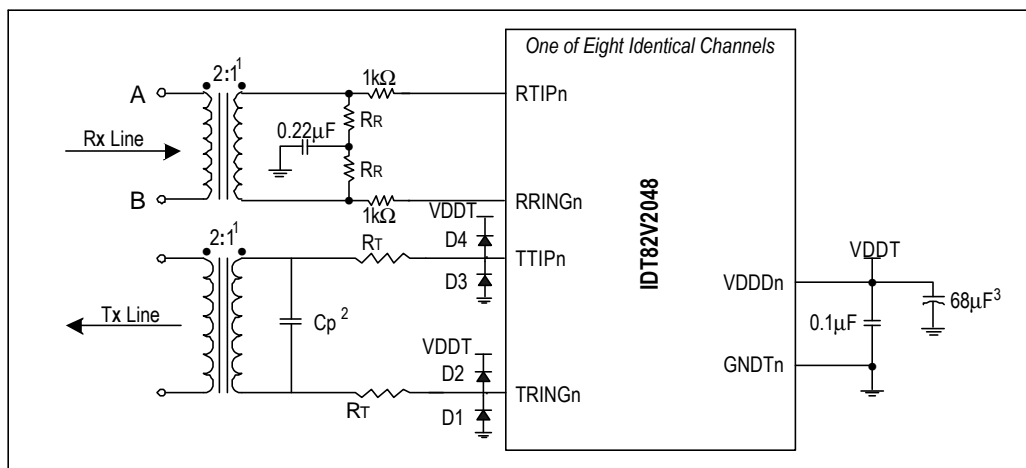 One of Eight Identical Channels
2:1¹
A
1kΩ
RTIPn
RR
0.22µF
Rx Line
RR
B
1kΩ
RRINGn
VDDT
2:1¹
RT
D4
TTIPn
D3
IDT82V2048
VDDT
VDDDn
68µF³
0.1µF
Tx Line
Cp ²
VDDT
D2
GNDTn
RT
TRINGn
D1